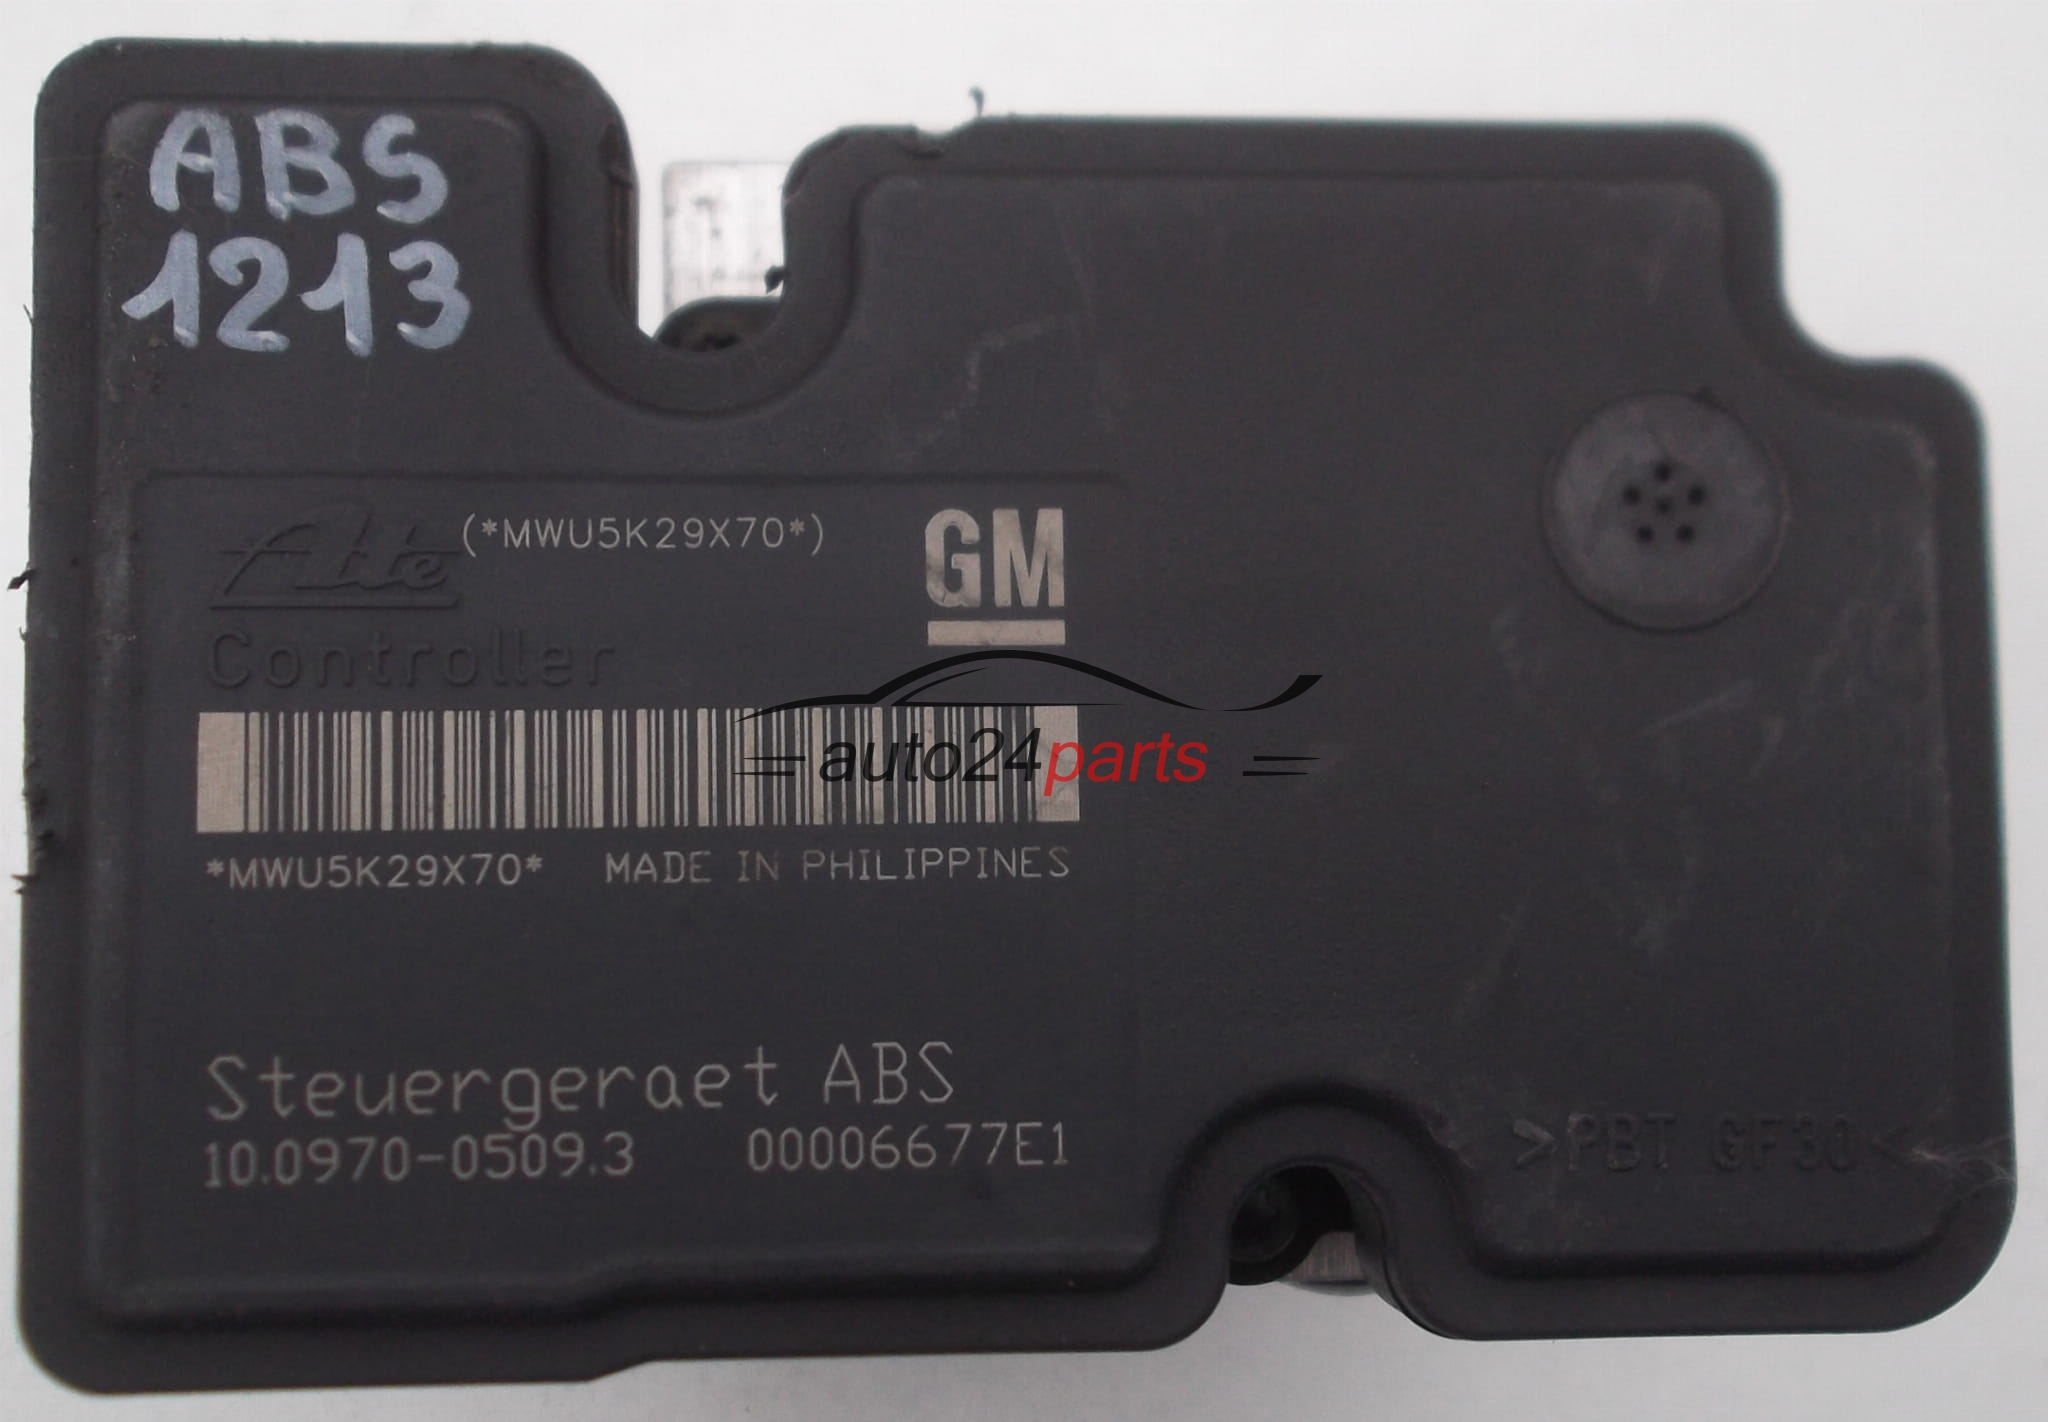 ABS
1213
Ate (*MWU5K29X70*) GM
Controller
auto24parts
*MWU5K29X70* MADE IN PHILIPPINES
Steuergeraet ABS
10.0970-0509.3 00006677E1
>PBT GF30<